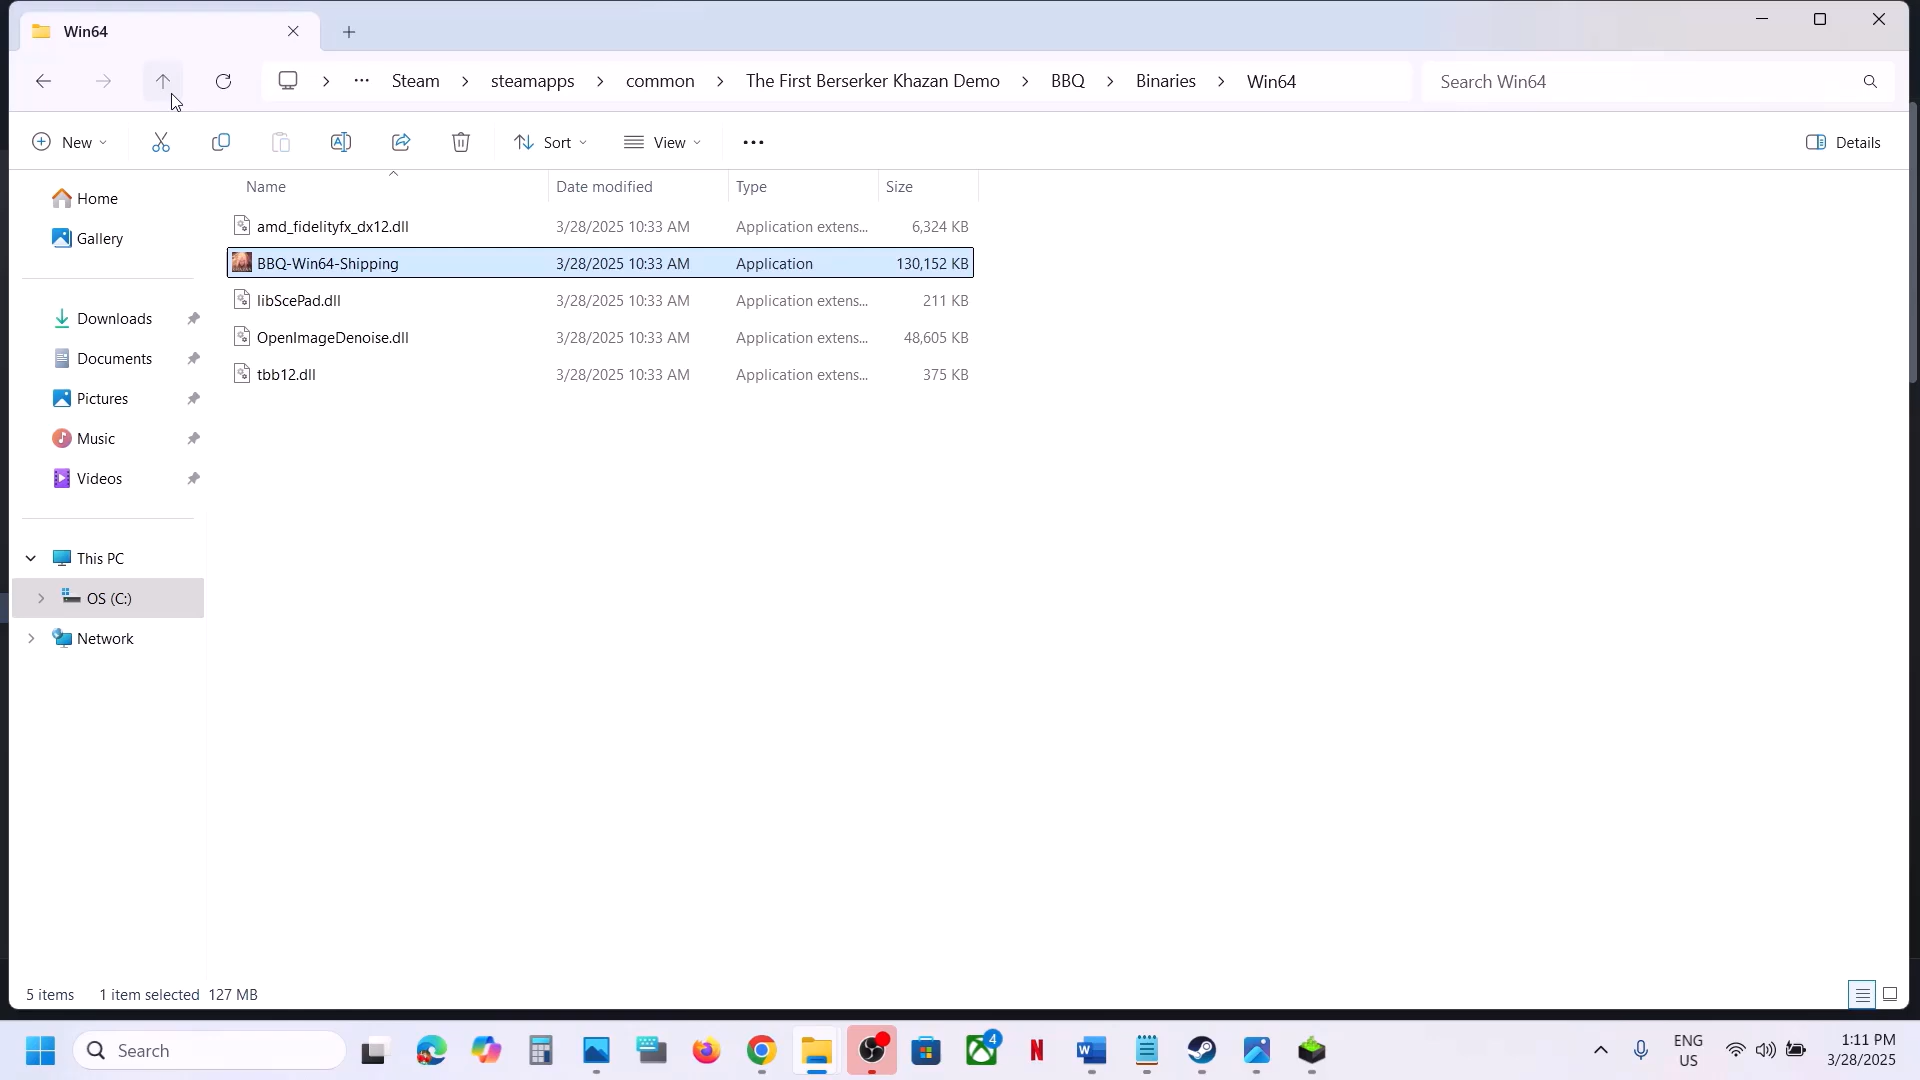 Win64
Steam > steamapps > common > The First Berserker Khazan Demo > BBQ > Binaries > Win64
Search Win64
New
Sort
View
Details
Name
Date modified
Type
Size
amd_fidelityfx_dx12.dll 3/28/2025 10:33 AM Application extens... 6,324 KB
BBQ-Win64-Shipping 3/28/2025 10:33 AM Application 130,152 KB
libScePad.dll 3/28/2025 10:33 AM Application extens... 211 KB
OpenImageDenoise.dll 3/28/2025 10:33 AM Application extens... 48,605 KB
tbb12.dll 3/28/2025 10:33 AM Application extens... 375 KB
Home
Gallery
Downloads
Documents
Pictures
Music
Videos
This PC
OS (C:)
Network
5 items 1 item selected 127 MB
Search
4
ENG
US
1:11 PM
3/28/2025